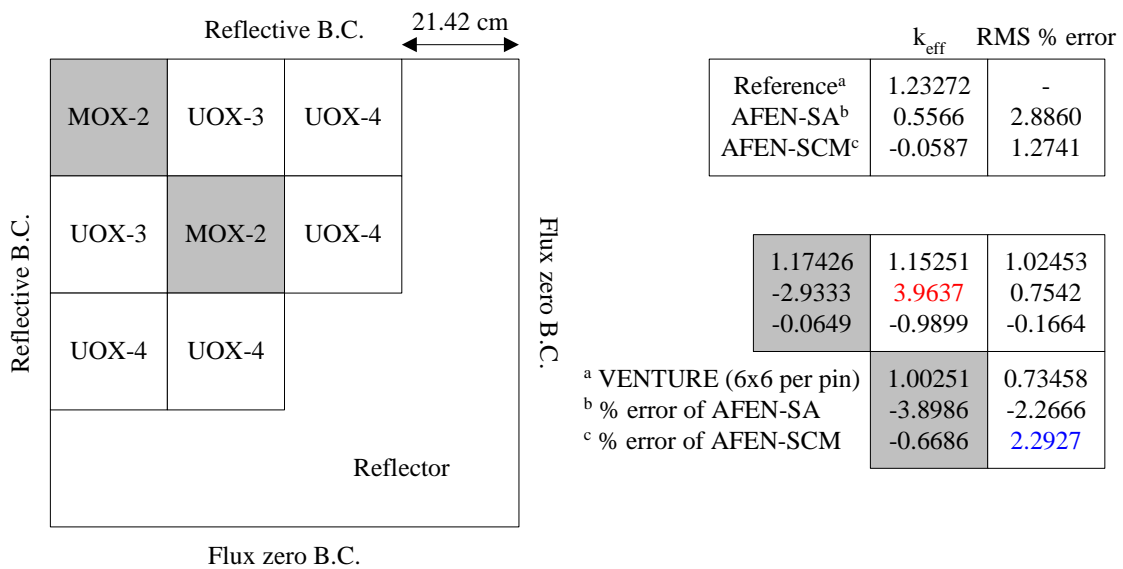 Reflective B.C.
21.42 cm
MOX-2 UOX-3 UOX-4
UOX-3 MOX-2 UOX-4
UOX-4 UOX-4
Reflector
Reflective B.C.
Flux zero B.C.
Flux zero B.C.
k_eff RMS % error
Reference^a 1.23272 -
AFEN-SA^b 0.5566 2.8860
AFEN-SCM^c -0.0587 1.2741
1.17426 1.15251 1.02453
-2.9333 3.9637 0.7542
-0.0649 -0.9899 -0.1664
^a VENTURE (6x6 per pin) 1.00251 0.73458
^b % error of AFEN-SA -3.8986 -2.2666
^c % error of AFEN-SCM -0.6686 2.2927